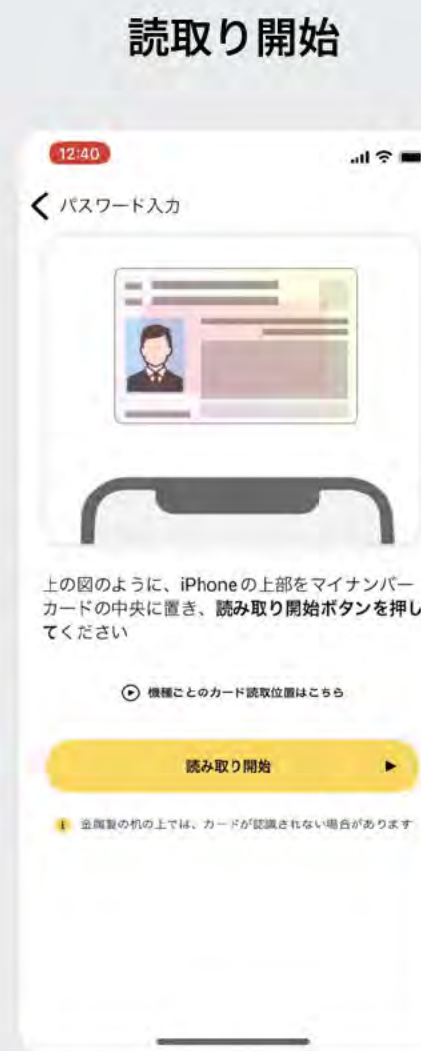 読取り開始
12:40
パスワード入力
上の図のように、iPhoneの上部をマイナンバー
カードの中央に置き、読み取り開始ボタンを押し
てください
機種ごとのカード読取位置はこちら
読み取り開始
金属製の机の上では、カードが認識されない場合があります